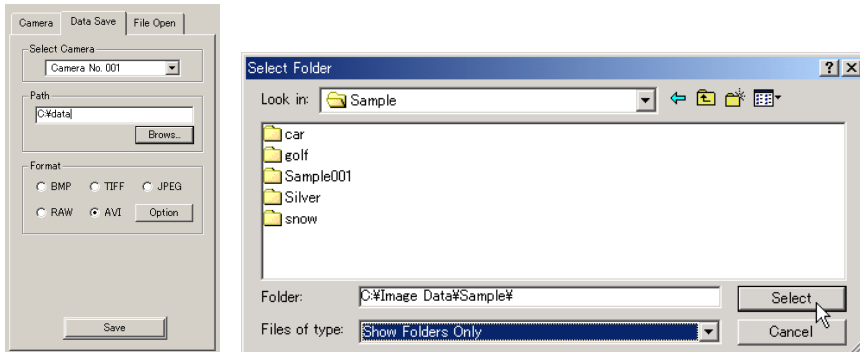 Camera Data Save File Open
Select Camera
Camera No. 001
Path
C:¥data
Brows...
Format
BMP TIFF JPEG
RAW AVI Option
Save
Select Folder
Look in: Sample
car
golf
Sample001
Silver
snow
Folder: C:¥Image Data¥Sample¥ Select
Files of type: Show Folders Only Cancel